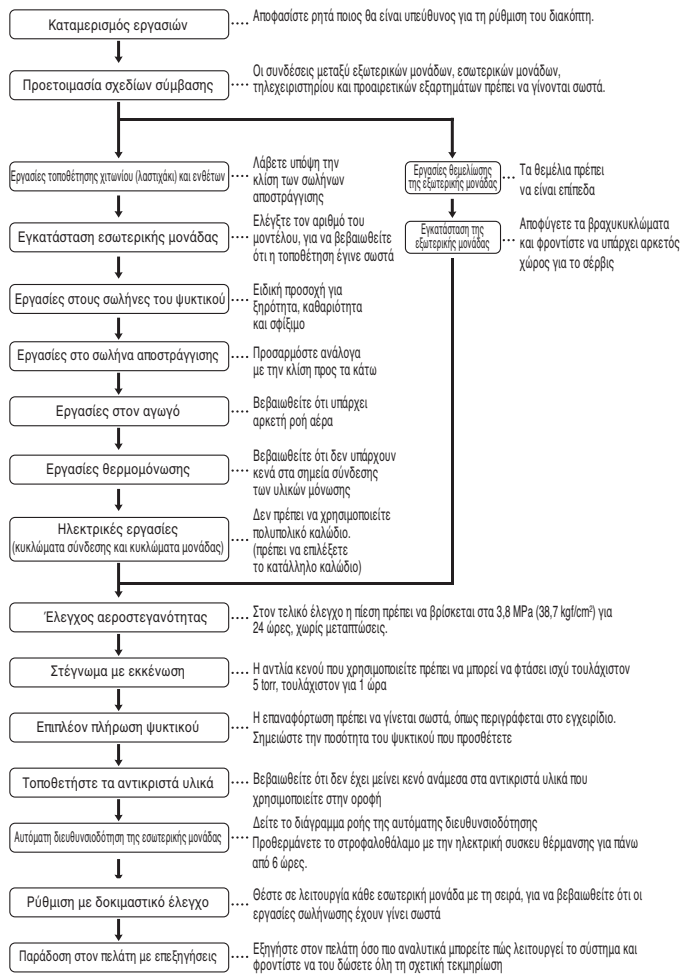 Καταμερισμός εργασιών
Αποφασίστε ρητά ποιος θα είναι υπεύθυνος για τη ρύθμιση του διακόπτη.
Προετοιμασία σχεδίων σύμβασης
Οι συνδέσεις μεταξύ εξωτερικών μονάδων, εσωτερικών μονάδων,
τηλεχειριστηρίου και προαιρετικών εξαρτημάτων πρέπει να γίνονται σωστά.
Εργασίες τοποθέτησης χιτωνίου (λαστιχάκι) και ενθέτων
Λάβετε υπόψη την
κλίση των σωλήνων
αποστράγγισης
Εργασίες θεμελίωσης
της εξωτερικής μονάδας
Τα θεμέλια πρέπει
να είναι επίπεδα
Εγκατάσταση εσωτερικής μονάδας
Ελέγξτε τον αριθμό του
μοντέλου, για να βεβαιωθείτε
ότι η τοποθέτηση έγινε σωστά
Εγκατάσταση της
εξωτερικής μονάδας
Αποφύγετε τα βραχυκυκλώματα
και φροντίστε να υπάρχει αρκετός
χώρος για το σέρβις
Εργασίες στους σωλήνες του ψυκτικού
Ειδική προσοχή για
ξηρότητα, καθαριότητα
και σφίξιμο
Εργασίες στο σωλήνα αποστράγγισης
Προσαρμόστε ανάλογα
με την κλίση προς τα κάτω
Εργασίες στον αγωγό
Βεβαιωθείτε ότι υπάρχει
αρκετή ροή αέρα
Εργασίες θερμομόνωσης
Βεβαιωθείτε ότι δεν υπάρχουν
κενά στα σημεία σύνδεσης
των υλικών μόνωσης
Ηλεκτρικές εργασίες
(κυκλώματα σύνδεσης και κυκλώματα μονάδας)
Δεν πρέπει να χρησιμοποιείτε
πολυπολικό καλώδιο.
(πρέπει να επιλέξετε
το κατάλληλο καλώδιο)
Έλεγχος αεροστεγανότητας
Στον τελικό έλεγχο η πίεση πρέπει να βρίσκεται στα 3,8 MPa (38,7 kgf/cm²) για
24 ώρες, χωρίς μεταπτώσεις.
Στέγνωμα με εκκένωση
Η αντλία κενού που χρησιμοποιείτε πρέπει να μπορεί να φτάσει ισχύ τουλάχιστον
5 torr, τουλάχιστον για 1 ώρα
Επιπλέον πλήρωση ψυκτικού
Η επαναφόρτωση πρέπει να γίνεται σωστά, όπως περιγράφεται στο εγχειρίδιο.
Σημειώστε την ποσότητα του ψυκτικού που προσθέτετε
Τοποθετήστε τα αντικριστά υλικά
Βεβαιωθείτε ότι δεν έχει μείνει κενό ανάμεσα στα αντικριστά υλικά που
χρησιμοποιείτε στην οροφή
Αυτόματη διευθυνσιοδότηση της εσωτερικής μονάδας
Δείτε το διάγραμμα ροής της αυτόματης διευθυνσιοδότησης
Προθερμάνετε το στροφαλοθάλαμο με την ηλεκτρική συσκευ θέρμανσης για πάνω
από 6 ώρες.
Ρύθμιση με δοκιμαστικό έλεγχο
Θέστε σε λειτουργία κάθε εσωτερική μονάδα με τη σειρά, για να βεβαιωθείτε ότι οι
εργασίες σωλήνωσης έχουν γίνει σωστά
Παράδοση στον πελάτη με επεξηγήσεις
Εξηγήστε στον πελάτη όσο πιο αναλυτικά μπορείτε πώς λειτουργεί το σύστημα και
φροντίστε να του δώσετε όλη τη σχετική τεκμηρίωση